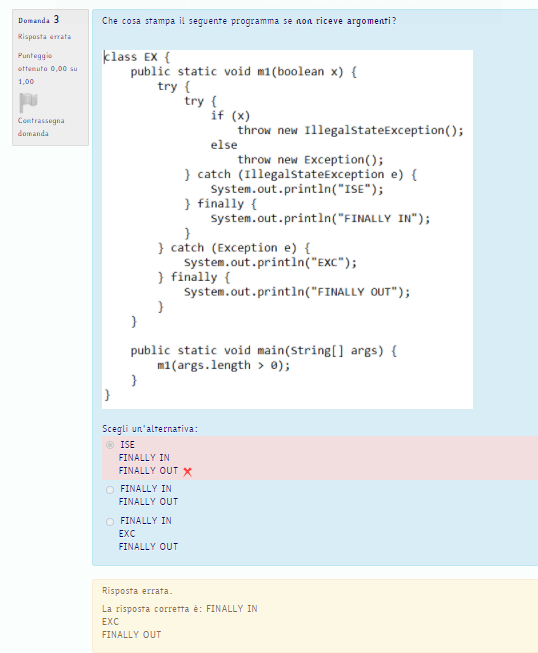 Domanda 3
Risposta errata
Punteggio
ottenuto 0,00 su
1,00
Contrassegna
domanda
Che cosa stampa il seguente programma se non riceve argomenti?
class EX {
    public static void m1(boolean x) {
        try {
            try {
                if (x)
                    throw new IllegalStateException();
                else
                    throw new Exception();
            } catch (IllegalStateException e) {
                System.out.println("ISE");
            } finally {
                System.out.println("FINALLY IN");
            }
        } catch (Exception e) {
            System.out.println("EXC");
        } finally {
            System.out.println("FINALLY OUT");
        }
    }
    public static void main(String[] args) {
        m1(args.length > 0);
    }
}
Scegli un'alternativa:
ISE
FINALLY IN
FINALLY OUT
FINALLY IN
FINALLY OUT
FINALLY IN
EXC
FINALLY OUT
Risposta errata.
La risposta corretta è: FINALLY IN
EXC
FINALLY OUT